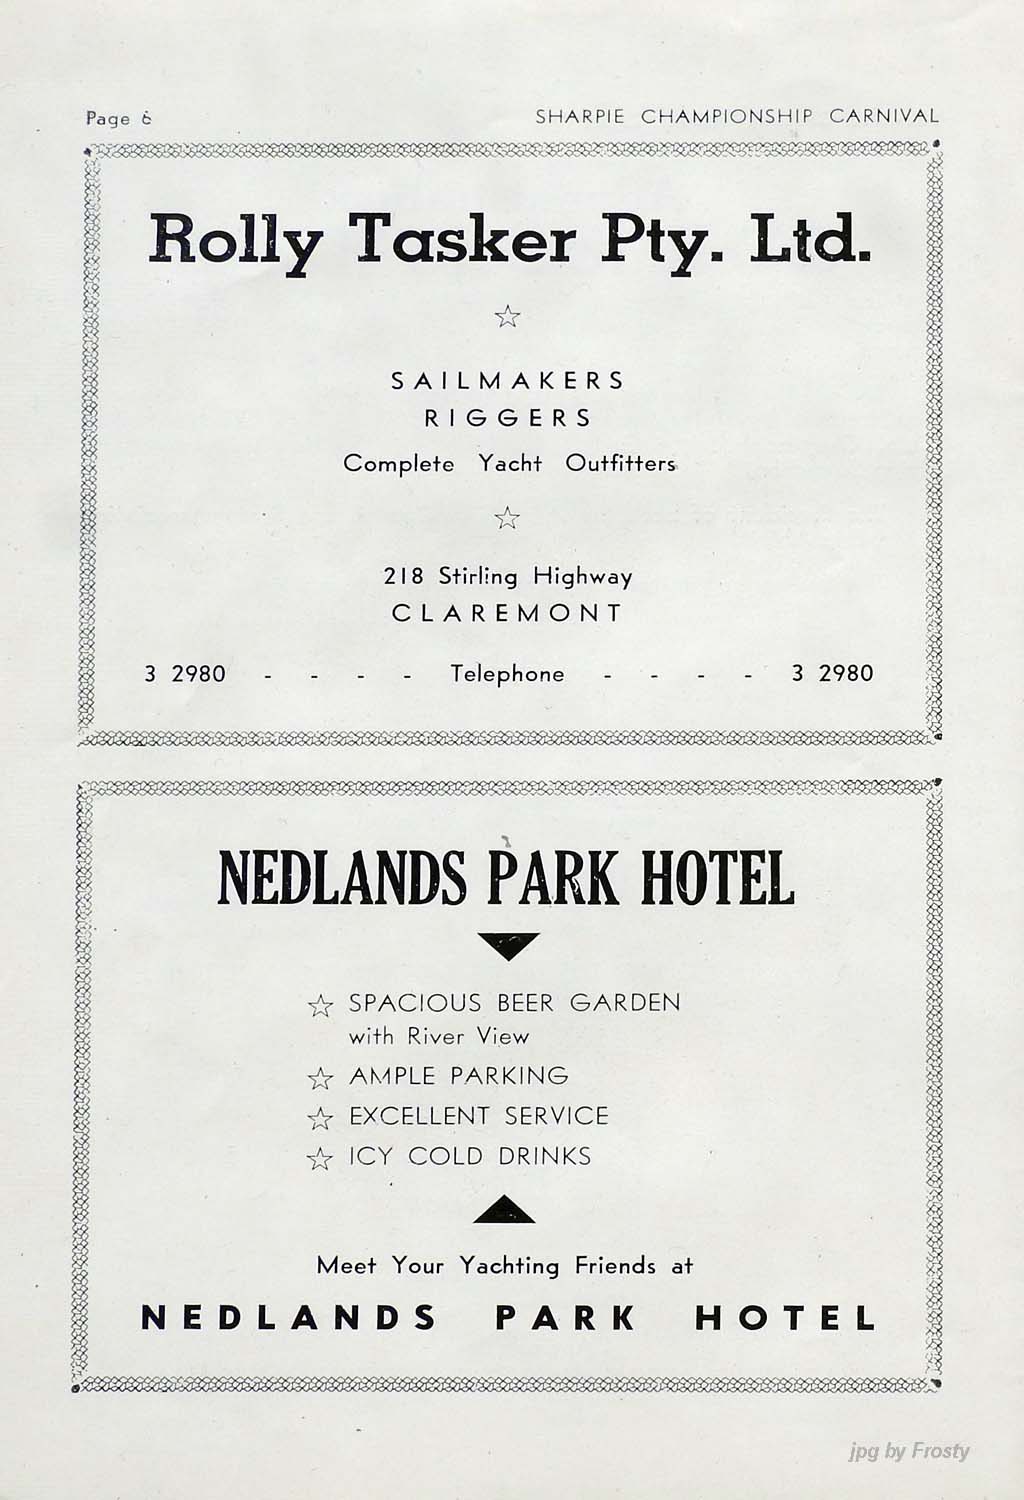 Page 6
SHARPIE CHAMPIONSHIP CARNIVAL
Rolly Tasker Pty. Ltd.
SAILMAKERS
RIGGERS
Complete Yacht Outfitters
218 Stirling Highway
CLAREMONT
3 2980 - - - - Telephone - - - - 3 2980
NEDLANDS PARK HOTEL
☆ SPACIOUS BEER GARDEN
with River View
☆ AMPLE PARKING
☆ EXCELLENT SERVICE
☆ ICY COLD DRINKS
Meet Your Yachting Friends at
NEDLANDS PARK HOTEL
jpg by Frosty